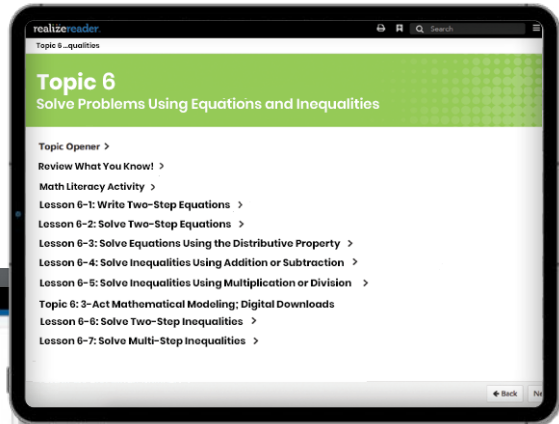 realizereader.
Search
Topic 6...qualities
Topic 6
Solve Problems Using Equations and Inequalities
Topic Opener >
Review What You Know! >
Math Literacy Activity >
Lesson 6-1: Write Two-Step Equations >
Lesson 6-2: Solve Two-Step Equations >
Lesson 6-3: Solve Equations Using the Distributive Property >
Lesson 6-4: Solve Inequalities Using Addition or Subtraction >
Lesson 6-5: Solve Inequalities Using Multiplication or Division >
Topic 6: 3-Act Mathematical Modeling; Digital Downloads
Lesson 6-6: Solve Two-Step Inequalities >
Lesson 6-7: Solve Multi-Step Inequalities >
Back Ne